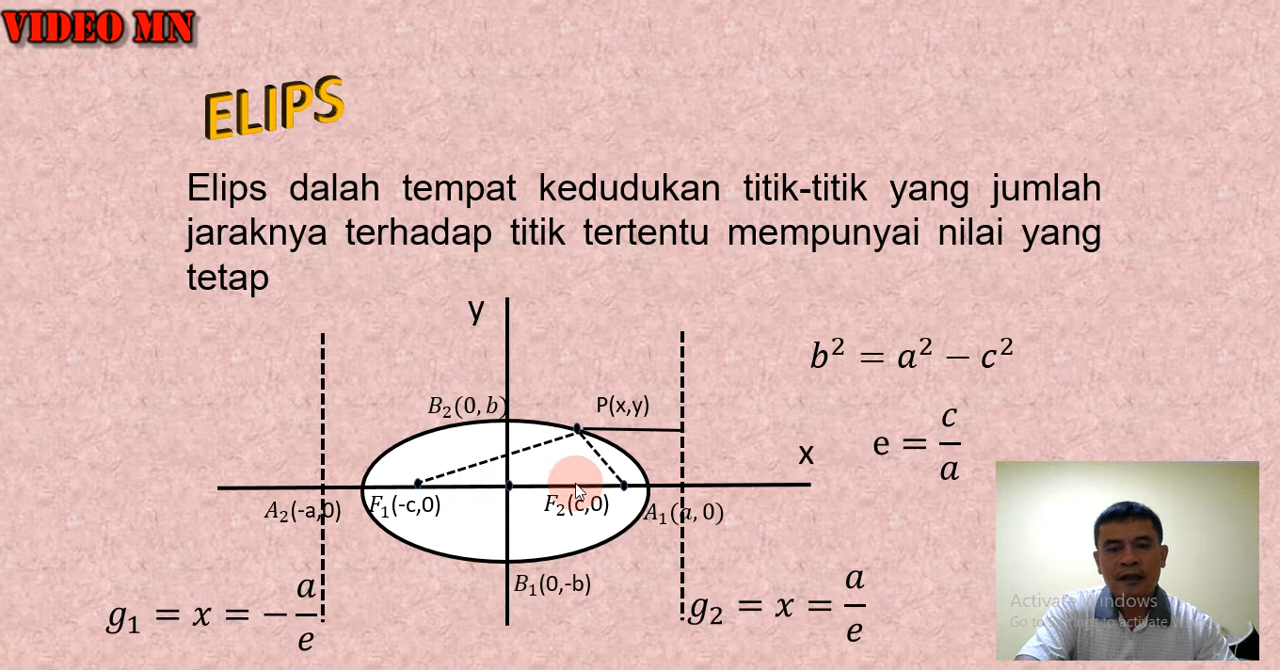 VIDEO MN
ELIPS
Elips dalah tempat kedudukan titik-titik yang jumlah
jaraknya terhadap titik tertentu mempunyai nilai yang
tetap
y
b² = a² − c²
B₂(0, b)
P(x,y)
x
e = c/a
F₁(-c,0)
F₂(c,0)
A₂(-a,0)
A₁(a, 0)
B₁(0,-b)
g₁ = x = − a/e
g₂ = x = a/e
Activate Windows
Go to Settings to activate